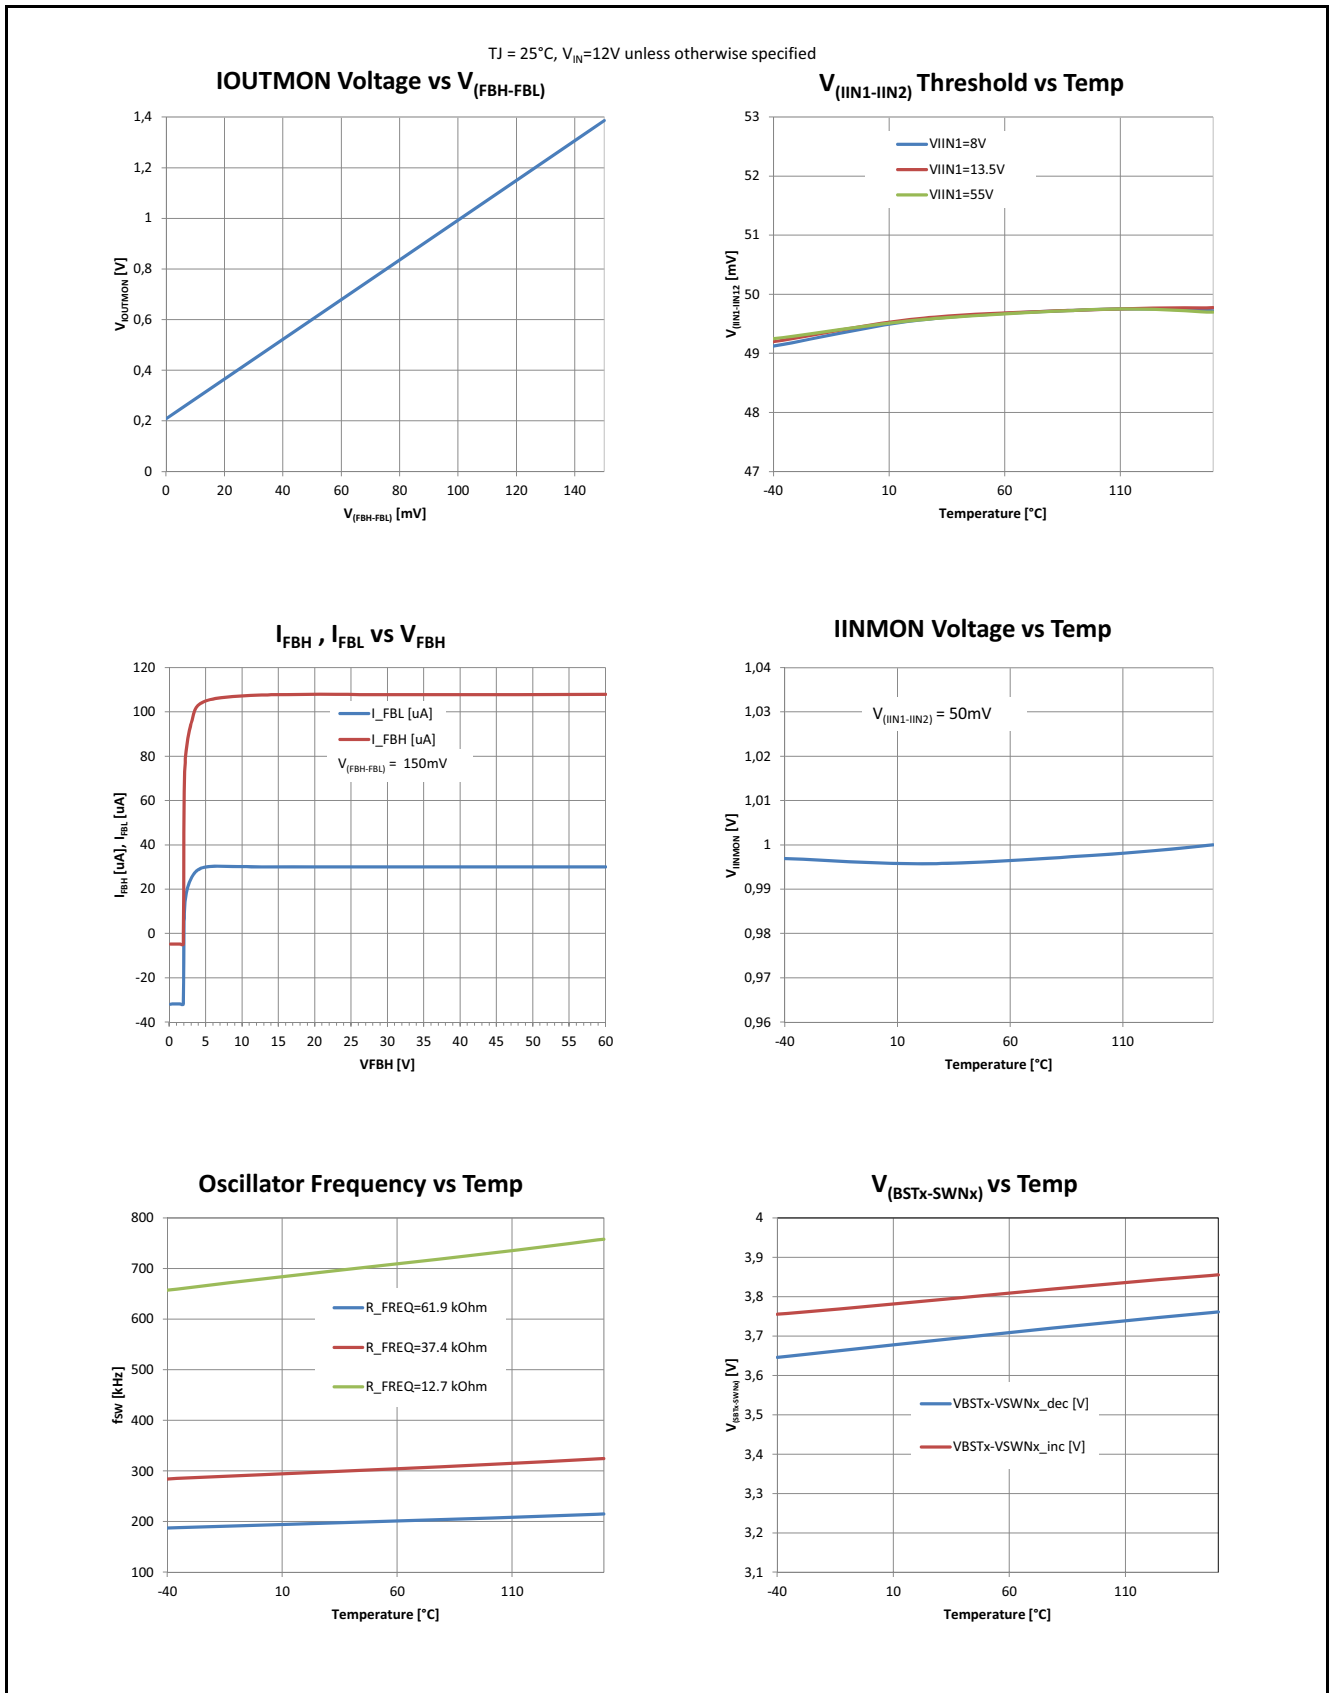 TJ = 25°C, VIN=12V unless otherwise specified
IOUTMON Voltage vs V(FBH-FBL)
1,4
1,2
1
0,8
0,6
0,4
0,2
0
VIOUTMON [V]
0 20 40 60 80 100 120 140
V(FBH-FBL) [mV]
V(IIN1-IIN2) Threshold vs Temp
53
52
51
50
49
48
47
V(IIN1-IIN12 [mV]
VIIN1=8V
VIIN1=13.5V
VIIN1=55V
-40 10 60 110
Temperature [°C]
IFBH , IFBL vs VFBH
120
100
80
60
40
20
0
-20
-40
IFBH [uA], IFBL [uA]
I_FBL [uA]
I_FBH [uA]
V(FBH-FBL) = 150mV
0 5 10 15 20 25 30 35 40 45 50 55 60
VFBH [V]
IINMON Voltage vs Temp
1,04
1,03
1,02
1,01
1
0,99
0,98
0,97
0,96
VIINMON [V]
V(IIN1-IIN2) = 50mV
-40 10 60 110
Temperature [°C]
Oscillator Frequency vs Temp
800
700
600
500
400
300
200
100
fsw [kHz]
R_FREQ=61.9 kOhm
R_FREQ=37.4 kOhm
R_FREQ=12.7 kOhm
-40 10 60 110
Temperature [°C]
V(BSTx-SWNx) vs Temp
4
3,9
3,8
3,7
3,6
3,5
3,4
3,3
3,2
3,1
V(SBTx-SWNx) [V]
VBSTx-VSWNx_dec [V]
VBSTx-VSWNx_inc [V]
-40 10 60 110
Temperature [°C]